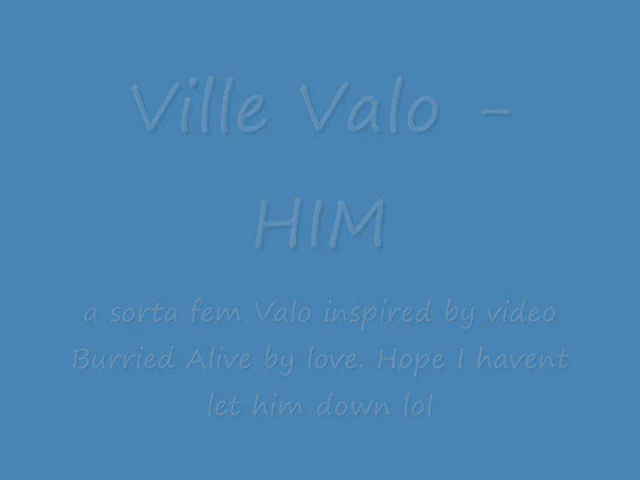 Ville Valo -
HIM
a sorta fem Valo inspired by video
Burried Alive by love. Hope I havent
let him down lol